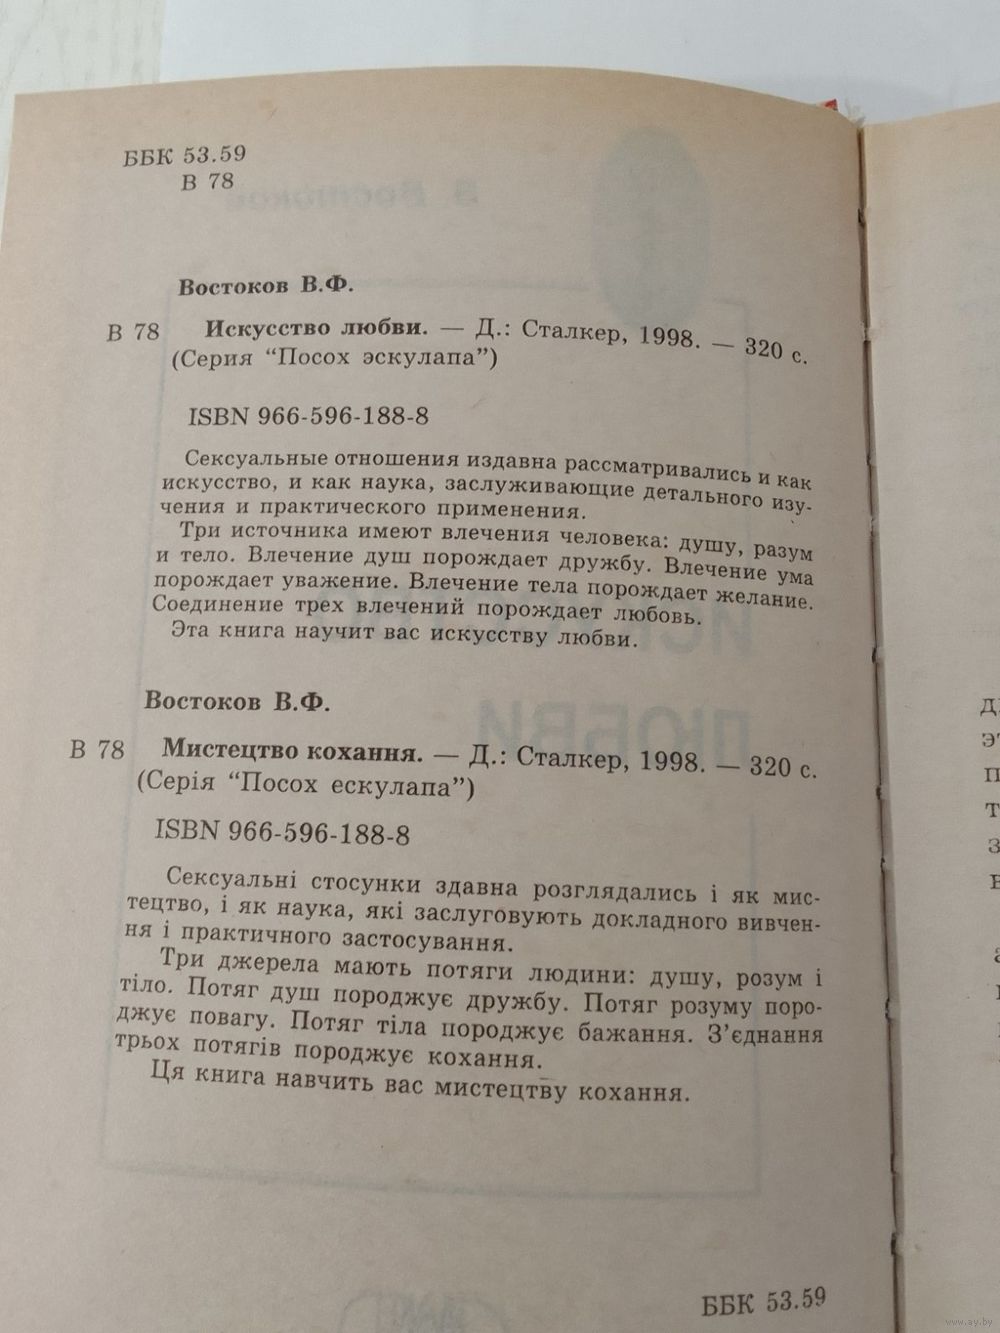 ББК 53.59
В 78
Востоков В.Ф.
В 78 Искусство любви. — Д.: Сталкер, 1998. — 320 с.
(Серия “Посох эскулапа”)
ISBN 966-596-188-8
Сексуальные отношения издавна рассматривались и как
искусство, и как наука, заслуживающие детального изу-
чения и практического применения.
Три источника имеют влечения человека: душу, разум
и тело. Влечение душ порождает дружбу. Влечение ума
порождает уважение. Влечение тела порождает желание.
Соединение трех влечений порождает любовь.
Эта книга научит вас искусству любви.
Востоков В.Ф.
В 78 Мистецтво кохання. — Д.: Сталкер, 1998. — 320 с.
(Серія “Посох ескулапа”)
ISBN 966-596-188-8
Сексуальні стосунки здавна розглядались і як мис-
тецтво, і як наука, які заслуговують докладного вивчен-
ня і практичного застосування.
Три джерела мають потяги людини: душу, розум і
тіло. Потяг душ породжує дружбу. Потяг розуму поро-
джує повагу. Потяг тіла породжує бажання. З’єднання
трьох потягів породжує кохання.
Ця книга навчить вас мистецтву кохання.
ББК 53.59
www.ay.by